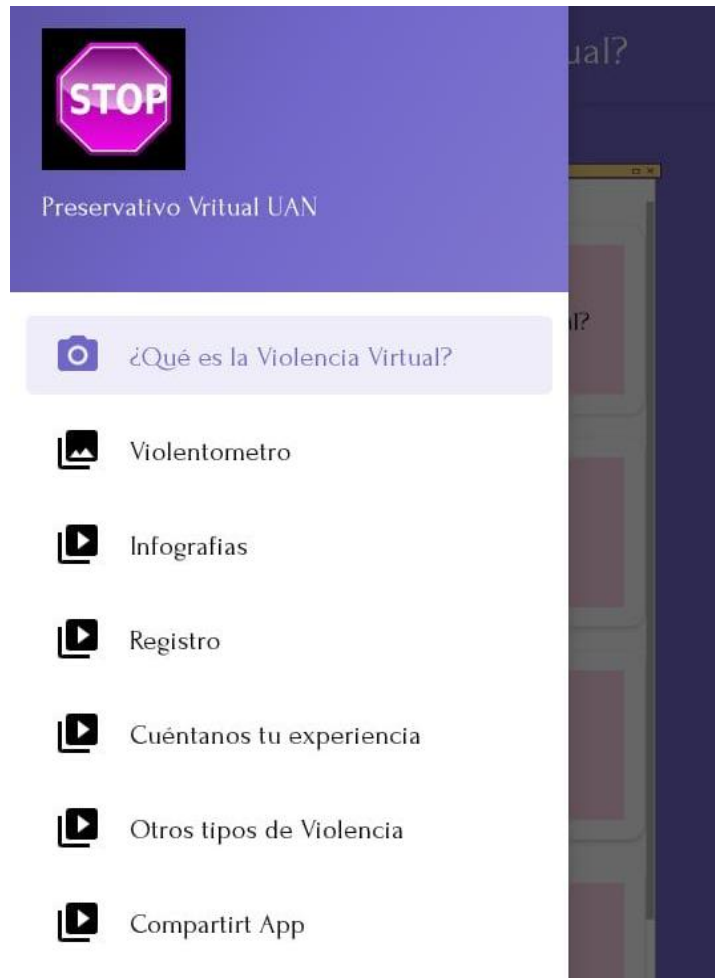 STOP
ual?
Preservativo Vritual UAN
¿Qué es la Violencia Virtual?
l?
Violentometro
Infografias
Registro
Cuéntanos tu experiencia
Otros tipos de Violencia
Compartirt App